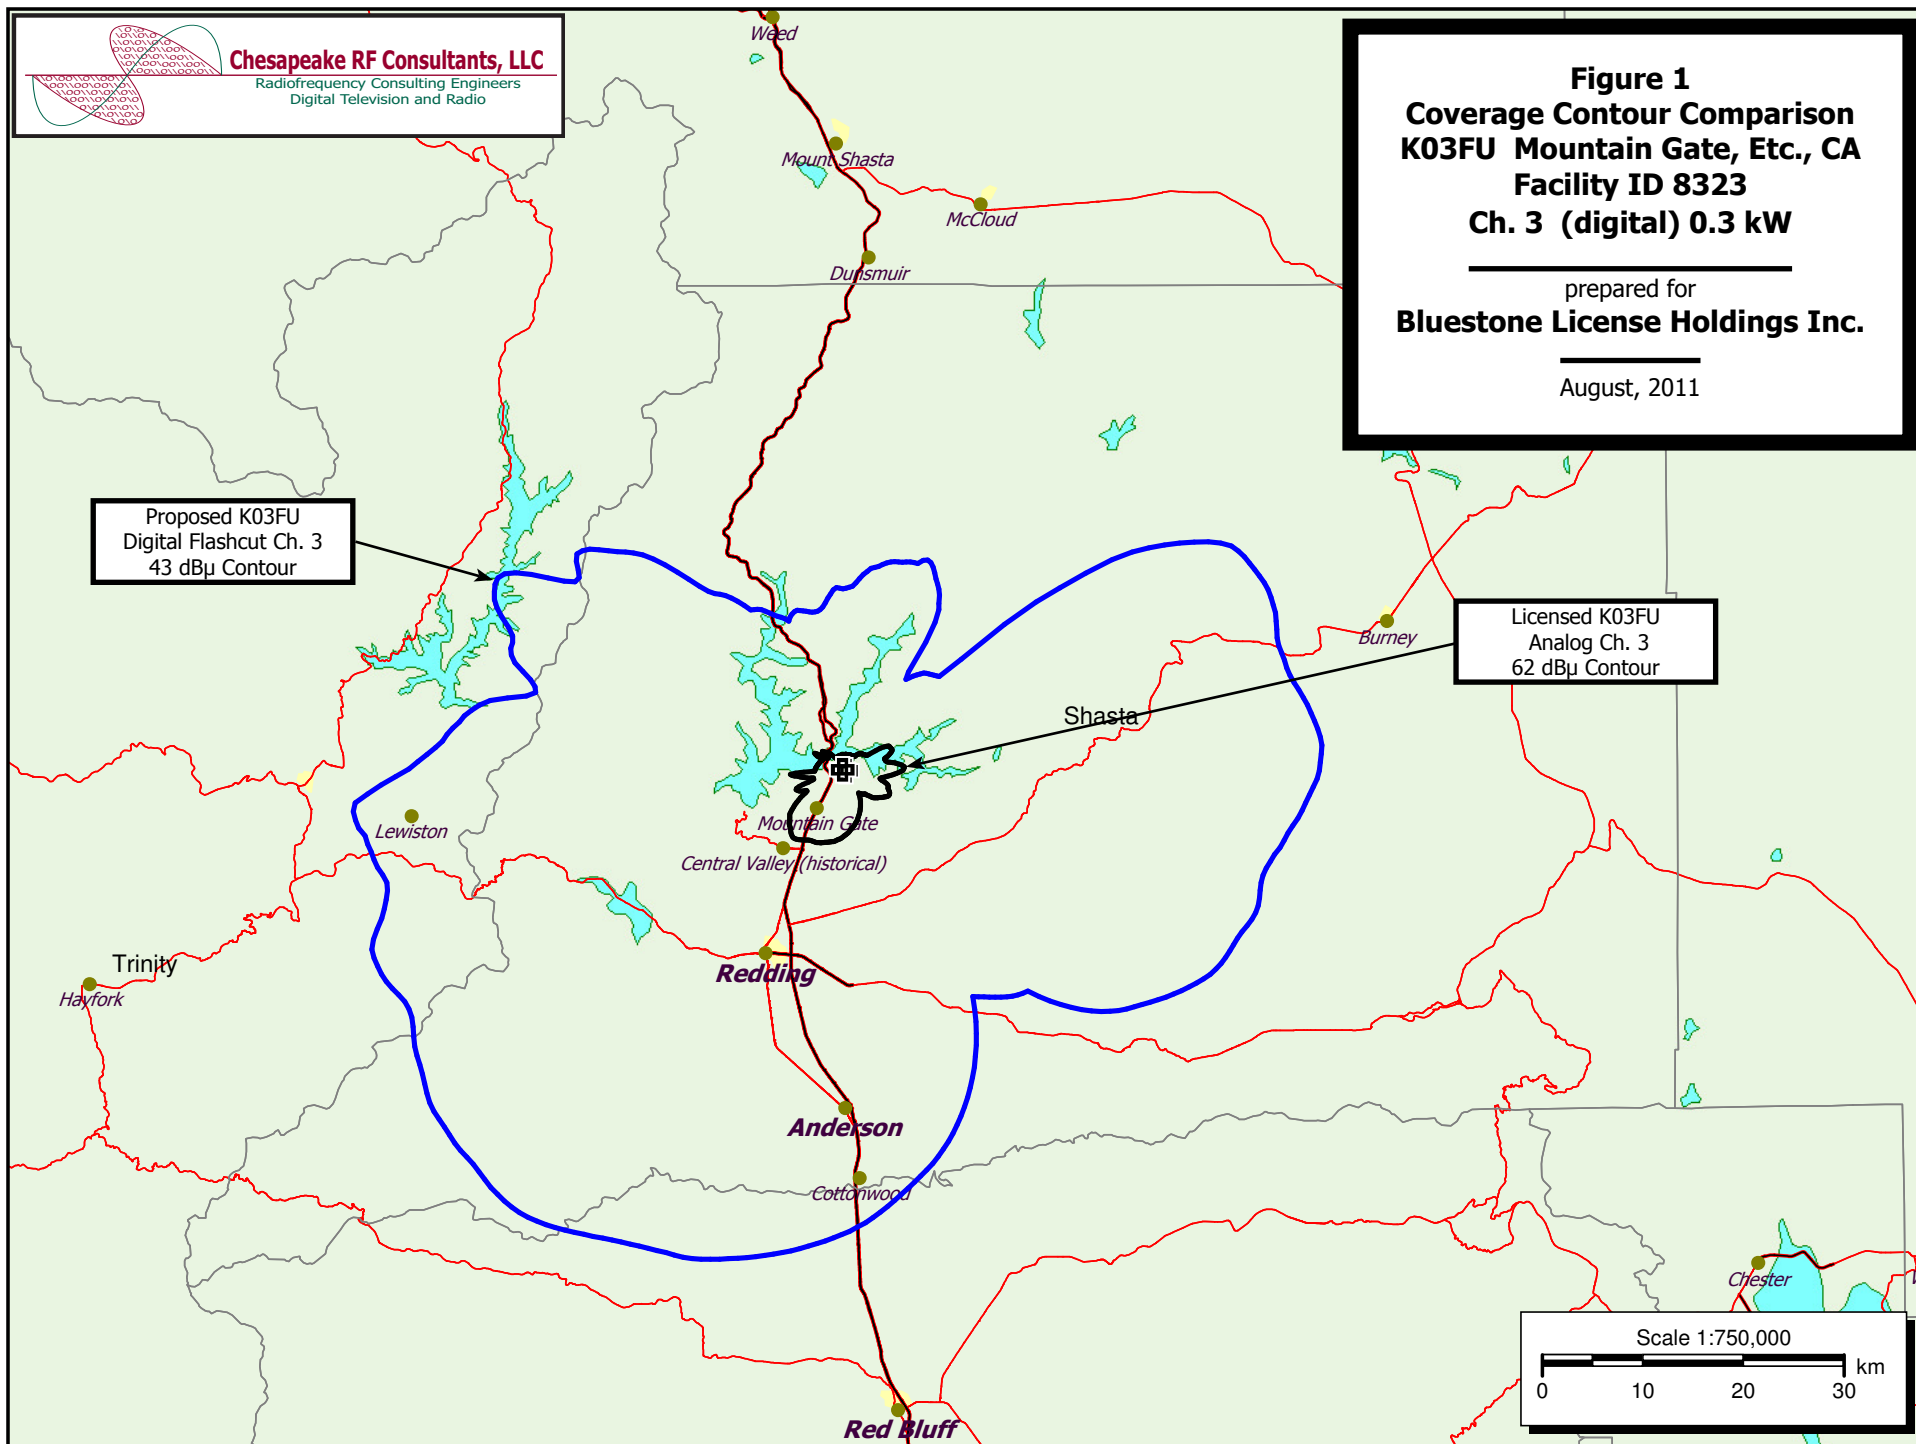 Chesapeake RF Consultants, LLC
Radiofrequency Consulting Engineers
Digital Television and Radio
Figure 1
Coverage Contour Comparison
K03FU Mountain Gate, Etc., CA
Facility ID 8323
Ch. 3 (digital) 0.3 kW
prepared for
Bluestone License Holdings Inc.
August, 2011
Weed
Mount Shasta
McCloud
Dunsmuir
Proposed K03FU
Digital Flashcut Ch. 3
43 dBµ Contour
Licensed K03FU
Analog Ch. 3
62 dBµ Contour
Burney
Shasta
Lewiston
Mountain Gate
Central Valley (historical)
Trinity
Hayfork
Redding
Anderson
Cottonwood
Chester
Red Bluff
Scale 1:750,000
km
0 10 20 30